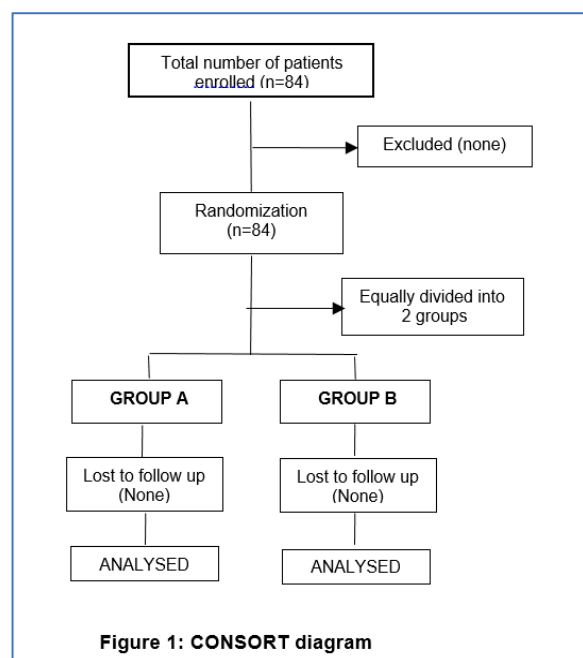 Total number of patients
enrolled (n=84)
Excluded (none)
Randomization
(n=84)
Equally divided into
2 groups
GROUP A
GROUP B
Lost to follow up
(None)
Lost to follow up
(None)
ANALYSED
ANALYSED
Figure 1: CONSORT diagram